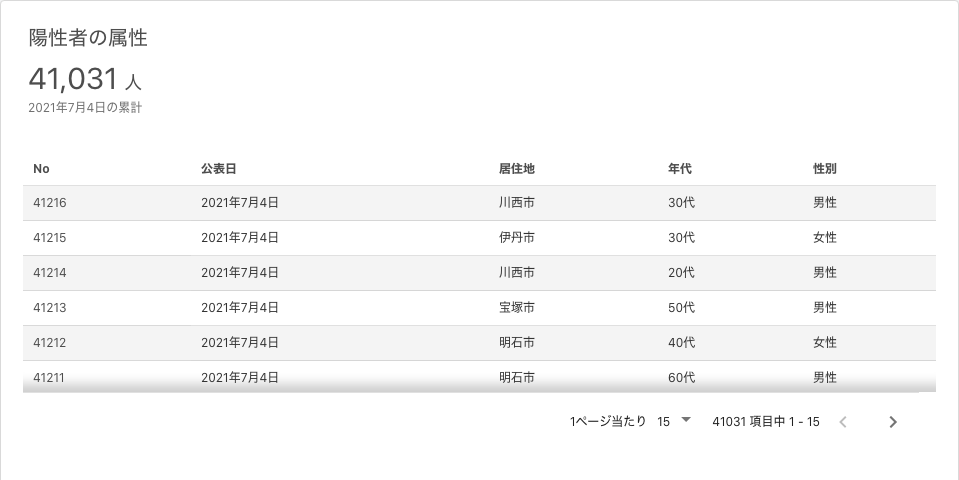 陽性者の属性
41,031 人
2021年7月4日の累計
No 公表日 居住地 年代 性別
41216 2021年7月4日 川西市 30代 男性
41215 2021年7月4日 伊丹市 30代 女性
41214 2021年7月4日 川西市 20代 男性
41213 2021年7月4日 宝塚市 50代 男性
41212 2021年7月4日 明石市 40代 女性
41211 2021年7月4日 明石市 60代 男性
1ページ当たり 15 41031 項目中 1 - 15